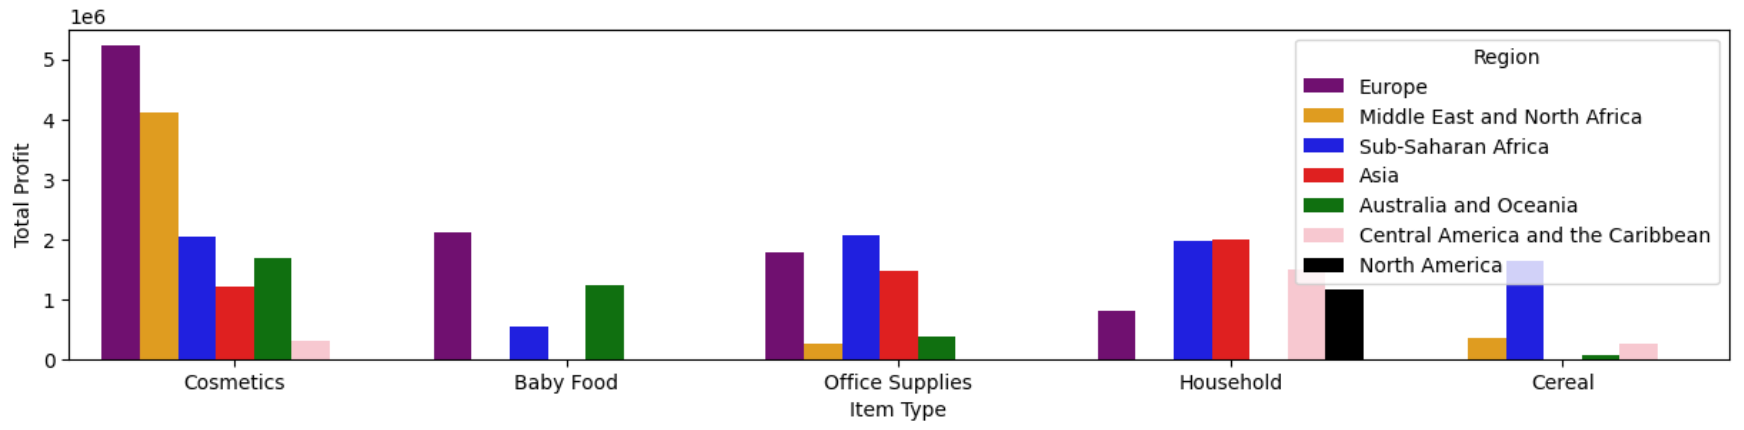 1e6
5
4
3
2
1
0
Total Profit
Cosmetics
Baby Food
Office Supplies
Household
Cereal
Item Type
Region
Europe
Middle East and North Africa
Sub-Saharan Africa
Asia
Australia and Oceania
Central America and the Caribbean
North America